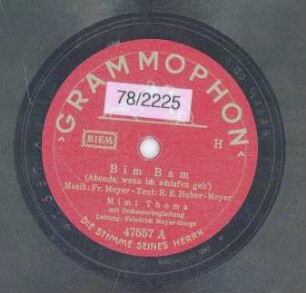 ›GRAMMOPHON‹
78/2225
BIEM
H
Bim Bam
(Abends, wenn ich schlafen geh')
Musik: Fr. Meyer - Text: R. E. Huber-Meyer
Mimi Thoma
mit Orchesterbegleitung
Leitung: Friedrich Meyer-Gergs
47557 A
DIE STIMME SEINES HERRN